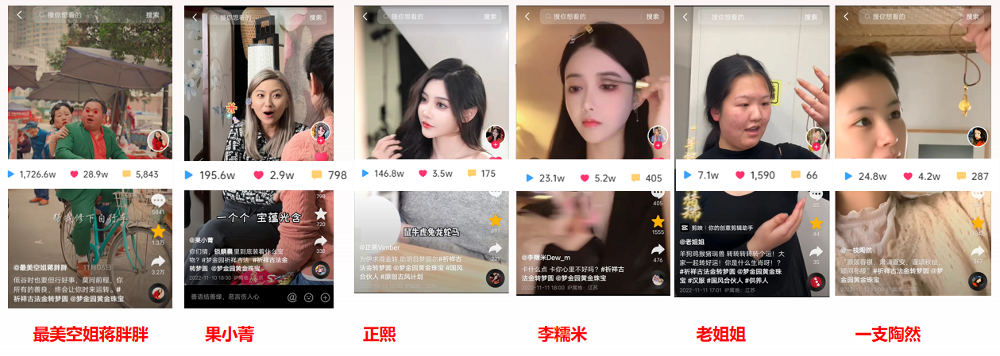 搜你想看的 搜索
1,726.6w 28.9w 5,843
帮我修下自行车
5841
1.3万
3.2万
@最美空姐蒋胖胖 11月06日
低谷时也要但行好事，莫问前程，你
所有的善良，终会让你时来运转。#
祈祥古法金转梦圆 @梦金园黄金珠宝
最美空姐蒋胖胖
搜你想看的 搜索
195.6w 2.9w 798
798
一个个 宝蕴光含
720
338
@果小菁
你们猜，锁麟囊里到底装着什么宝
物？#梦金园祈祥古法 #祈祥古法金
转梦圆 @梦金园黄金珠宝
2022-11-10 18:30 IP属地：北京
善语结善缘，恶言伤人心
果小菁
搜你想看的 搜索
146.8w 3.5w 175
175
鼠牛虎兔龙蛇马
891
221
@正熙Vimber
为伊求得金转 助明日梦圆尔#祈祥
古法金转梦圆 @梦金园黄金珠宝 #国风
合伙人 #原创古风计划
正熙
搜你想看的 搜索
23.1w 5.2w 405
405
1555
476
@李糯米Dew_m
卡什么点 卡你心里不好吗？#祈祥古
法金转梦圆 @梦金园黄金珠宝
2022-11-11 18:00 IP属地：江苏
李糯米
搜你想看的 搜索
7.1w 1,590 66
65
剪映 | 你的创意剪辑助手
44
35
@老姐姐
羊狗鸡猴猪瑞兽 转转转转转个运！大
家一起转好运！你是什么生肖呀！？
#祈祥古法金转梦圆 @梦金园黄金珠
宝 #汉服 #国风合伙人 #供养人
2022-11-11 17:01 IP属地：江苏
老姐姐
搜你想看的 搜索
24.8w 4.2w 287
1042
367
@一枝陶然
#祈祥古法金转梦圆 @梦
金园黄金珠宝
一支陶然